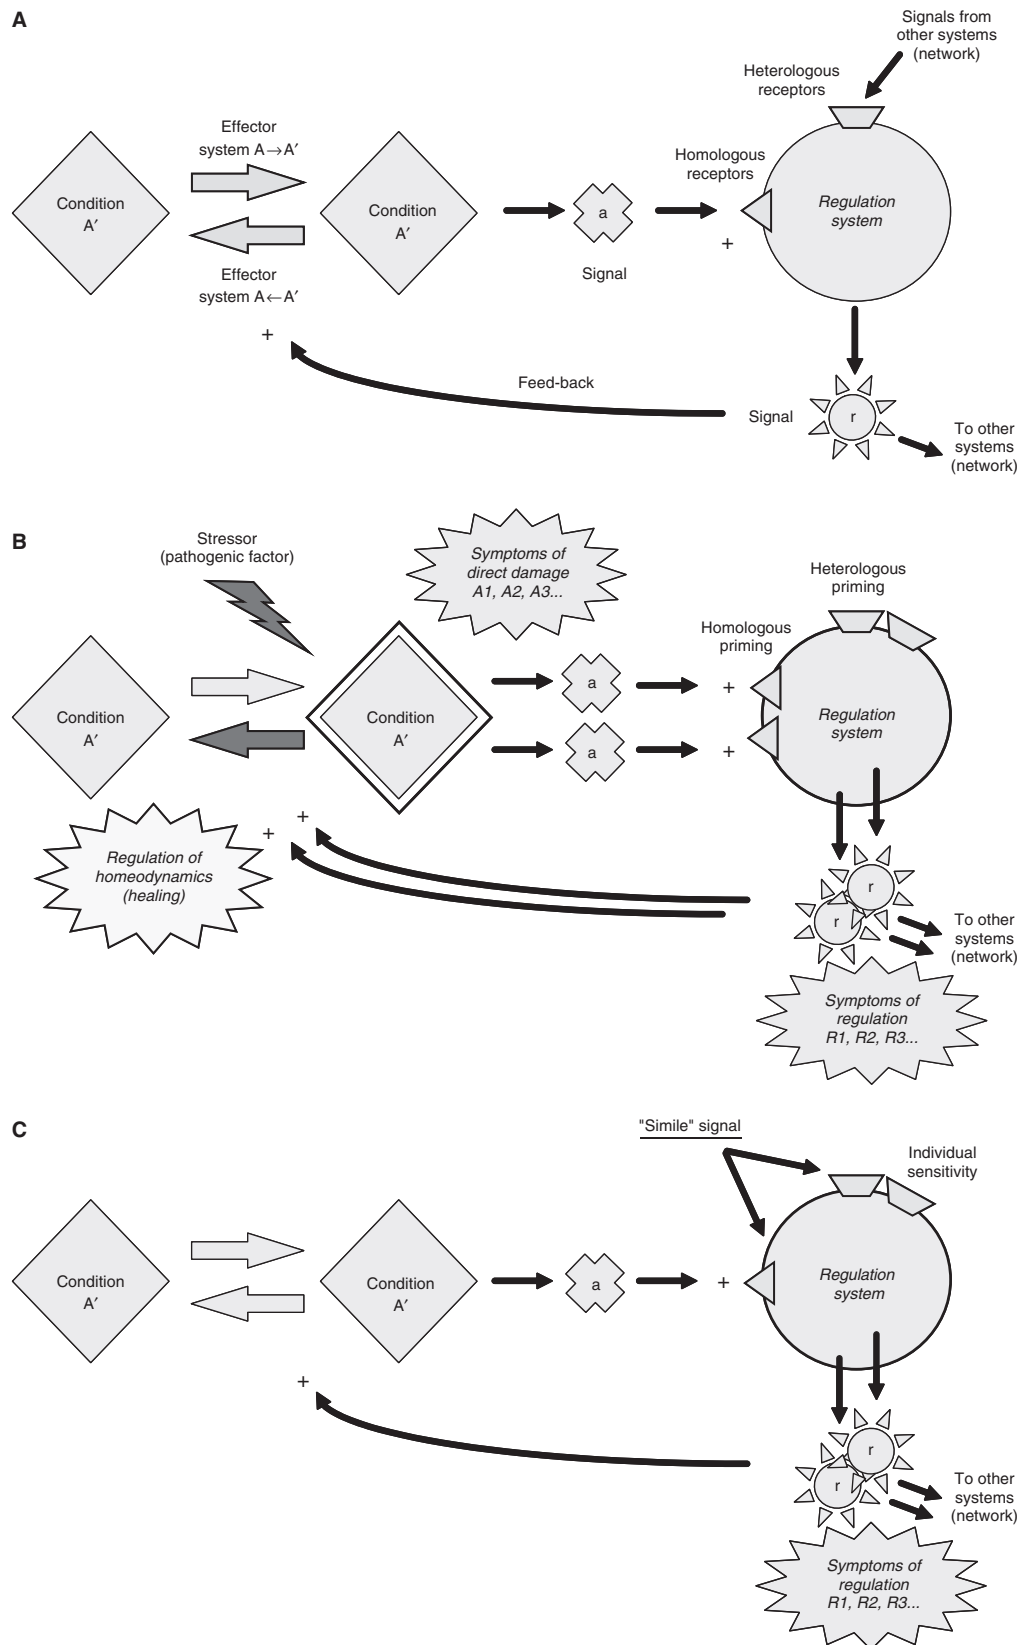 A
Signals from
other systems
(network)
Heterologous
receptors
Effector
system A→A′
Homologous
receptors
Condition
A′
Condition
A′
a
Regulation
system
+
Signal
Effector
system A←A′
+
Feed-back
Signal
r
To other
systems
(network)
B
Stressor
(pathogenic factor)
Symptoms of
direct damage
A1, A2, A3...
Heterologous
priming
Homologous
priming
a
+
Condition
A′
Condition
A′
Regulation
system
a
+
+
+
Regulation of
homeodynamics
(healing)
r
r
To other
systems
(network)
Symptoms of
regulation
R1, R2, R3...
C
"Simile" signal
Individual
sensitivity
Condition
A′
Condition
A′
a
+
Regulation
system
+
r
r
To other
systems
(network)
Symptoms of
regulation
R1, R2, R3...